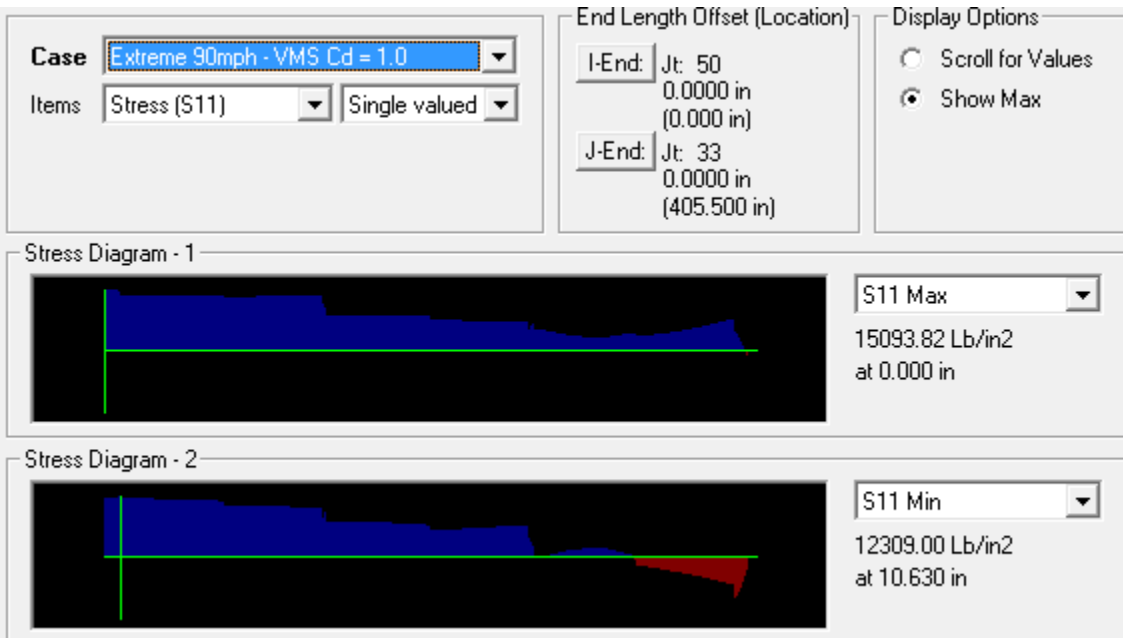 End Length Offset (Location)
Display Options
Case
Extreme 90mph - VMS Cd = 1.0
Items
Stress (S11)
Single valued
I-End:
Jt: 50
0.0000 in
(0.000 in)
J-End:
Jt: 33
0.0000 in
(405.500 in)
Scroll for Values
Show Max
Stress Diagram - 1
S11 Max
15093.82 Lb/in2
at 0.000 in
Stress Diagram - 2
S11 Min
12309.00 Lb/in2
at 10.630 in